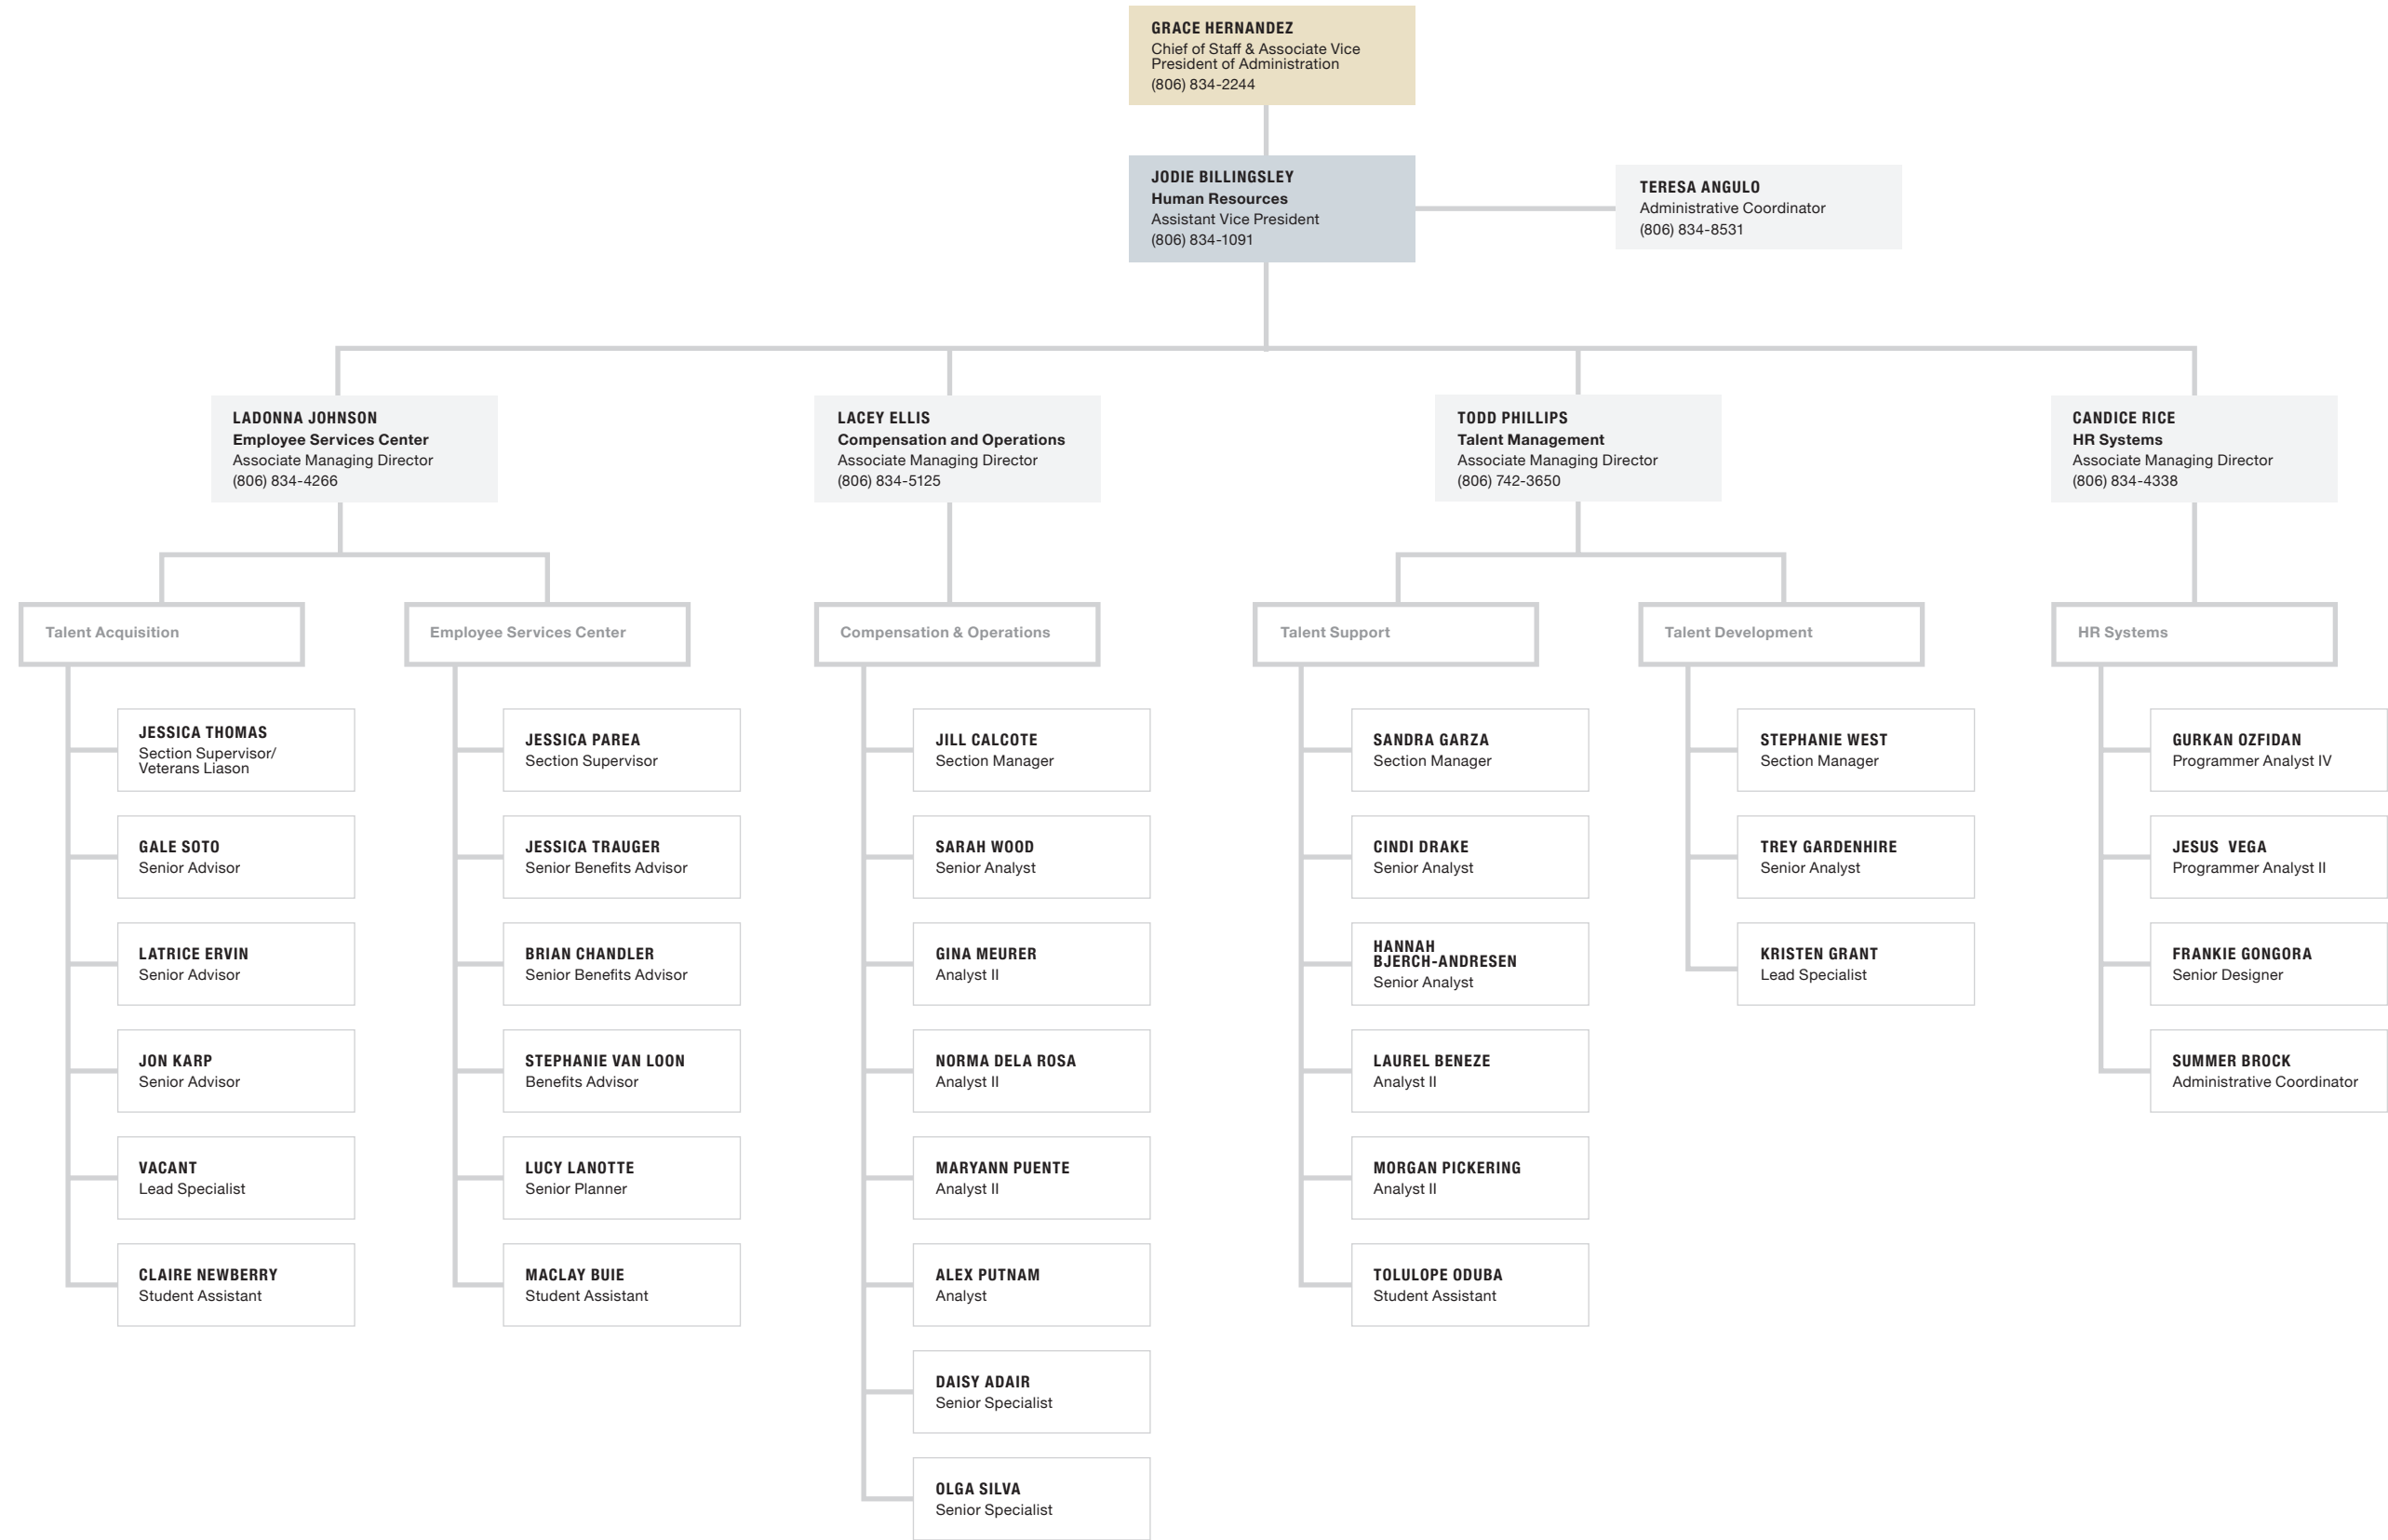 GRACE HERNANDEZ
Chief of Staff & Associate Vice
President of Administration
(806) 834-2244
JODIE BILLINGSLEY
Human Resources
Assistant Vice President
(806) 834-1091
TERESA ANGULO
Administrative Coordinator
(806) 834-8531
LADONNA JOHNSON
Employee Services Center
Associate Managing Director
(806) 834-4266
LACEY ELLIS
Compensation and Operations
Associate Managing Director
(806) 834-5125
TODD PHILLIPS
Talent Management
Associate Managing Director
(806) 742-3650
CANDICE RICE
HR Systems
Associate Managing Director
(806) 834-4338
Talent Acquisition
JESSICA THOMAS
Section Supervisor/
Veterans Liason
GALE SOTO
Senior Advisor
LATRICE ERVIN
Senior Advisor
JON KARP
Senior Advisor
VACANT
Lead Specialist
CLAIRE NEWBERRY
Student Assistant
Employee Services Center
JESSICA PAREA
Section Supervisor
JESSICA TRAUGER
Senior Benefits Advisor
BRIAN CHANDLER
Senior Benefits Advisor
STEPHANIE VAN LOON
Benefits Advisor
LUCY LANOTTE
Senior Planner
MACLAY BUIE
Student Assistant
Compensation & Operations
JILL CALCOTE
Section Manager
SARAH WOOD
Senior Analyst
GINA MEURER
Analyst II
NORMA DELA ROSA
Analyst II
MARYANN PUENTE
Analyst II
ALEX PUTNAM
Analyst
DAISY ADAIR
Senior Specialist
OLGA SILVA
Senior Specialist
Talent Support
SANDRA GARZA
Section Manager
CINDI DRAKE
Senior Analyst
HANNAH
BJERCH-ANDRESEN
Senior Analyst
LAUREL BENEZE
Analyst II
MORGAN PICKERING
Analyst II
TOLULOPE ODUBA
Student Assistant
Talent Development
STEPHANIE WEST
Section Manager
TREY GARDENHIRE
Senior Analyst
KRISTEN GRANT
Lead Specialist
HR Systems
GURKAN OZFIDAN
Programmer Analyst IV
JESUS  VEGA
Programmer Analyst II
FRANKIE GONGORA
Senior Designer
SUMMER BROCK
Administrative Coordinator